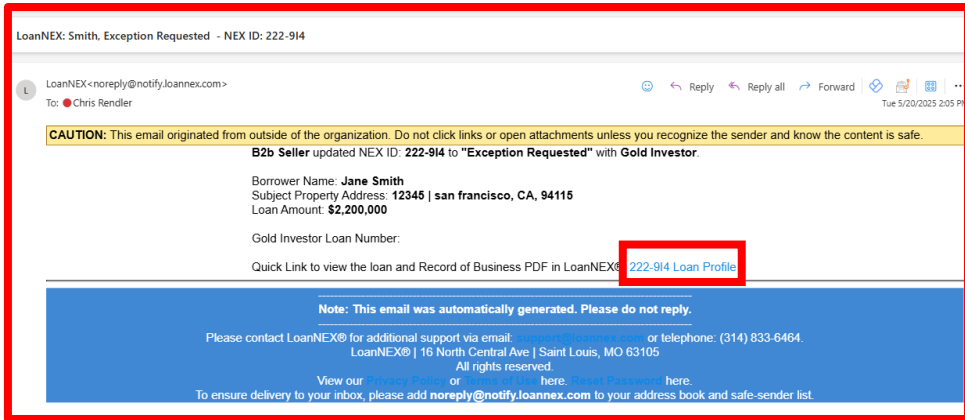 LoanNEX: Smith, Exception Requested - NEX ID: 222-9I4
L
LoanNEX<noreply@notify.loannex.com>
To: Chris Rendler
Reply
Reply all
Forward
Tue 5/20/2025 2:05 PM
CAUTION: This email originated from outside of the organization. Do not click links or open attachments unless you recognize the sender and know the content is safe.
B2b Seller updated NEX ID: 222-9I4 to "Exception Requested" with Gold Investor.
Borrower Name: Jane Smith
Subject Property Address: 12345 | san francisco, CA, 94115
Loan Amount: $2,200,000
Gold Investor Loan Number:
Quick Link to view the loan and Record of Business PDF in LoanNEX® 222-9I4 Loan Profile
Note: This email was automatically generated. Please do not reply.
Please contact LoanNEX® for additional support via email: support@loannex.com or telephone: (314) 833-6464.
LoanNEX® | 16 North Central Ave | Saint Louis, MO 63105
All rights reserved.
View our Privacy Policy or Terms of Use here. Reset Password here.
To ensure delivery to your inbox, please add noreply@notify.loannex.com to your address book and safe-sender list.